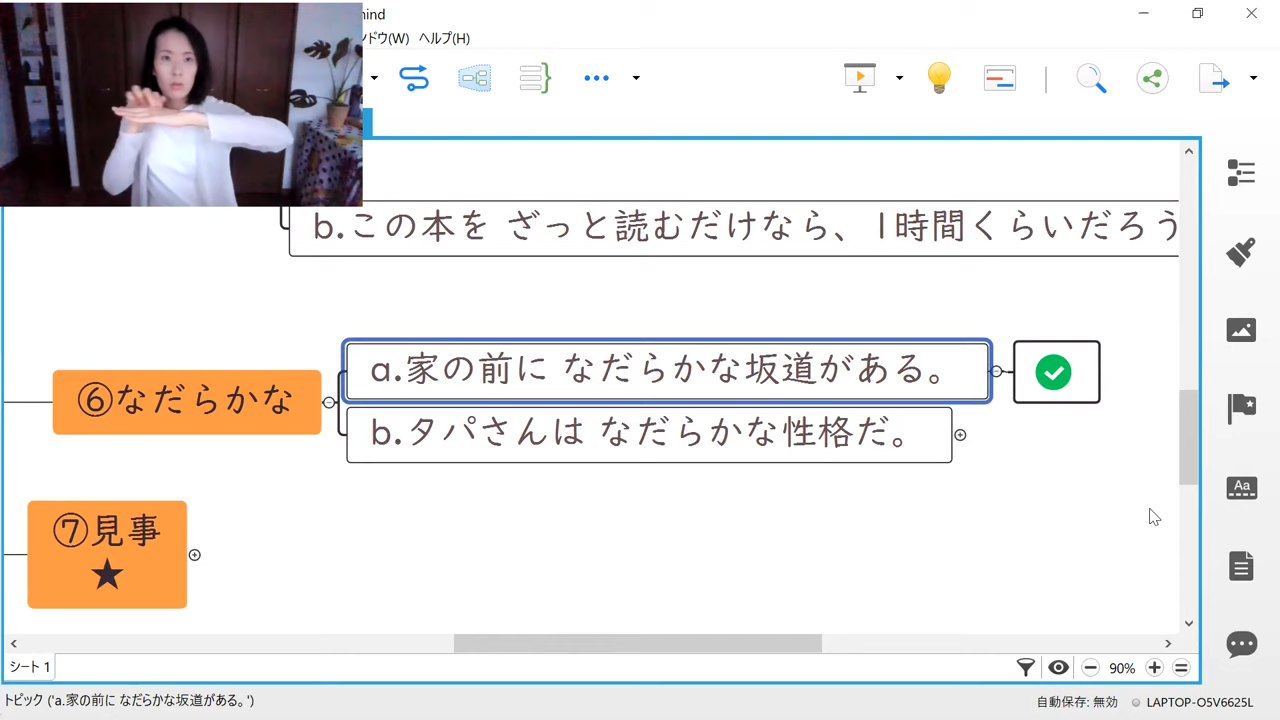 ind
ンドウ(W) ヘルプ(H)
b.この本を ざっと読むだけなら、1時間くらいだろう
⑥なだらかな
a.家の前に なだらかな坂道がある。
b.タパさんは なだらかな性格だ。
⑦見事
★
Aa
シート 1
90%
トピック ('a.家の前に なだらかな坂道がある。')
自動保存: 無効
LAPTOP-O5V6625L